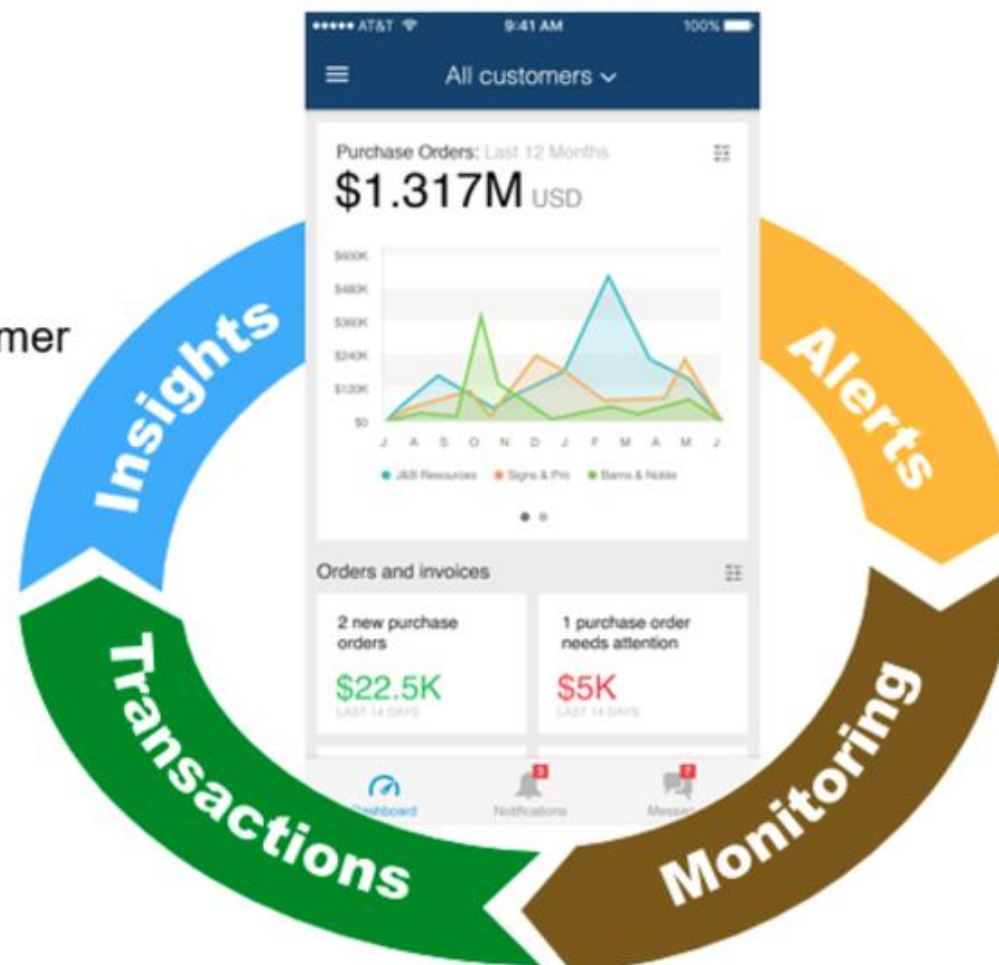 AT&T 9:41 AM 100%
All customers
Purchase Orders: Last 12 Months
$1.317M USD
$600K
$480K
$360K
$240K
$120K
$0
J A S O N D J F M A M J
J&B Resources Signs & Pro Barns & Noble
Orders and invoices
2 new purchase
orders
$22.5K
LAST 14 DAYS
1 purchase order
needs attention
$5K
LAST 14 DAYS
3 7
Notifications
mer
Insights
Alerts
Transactions
Monitoring